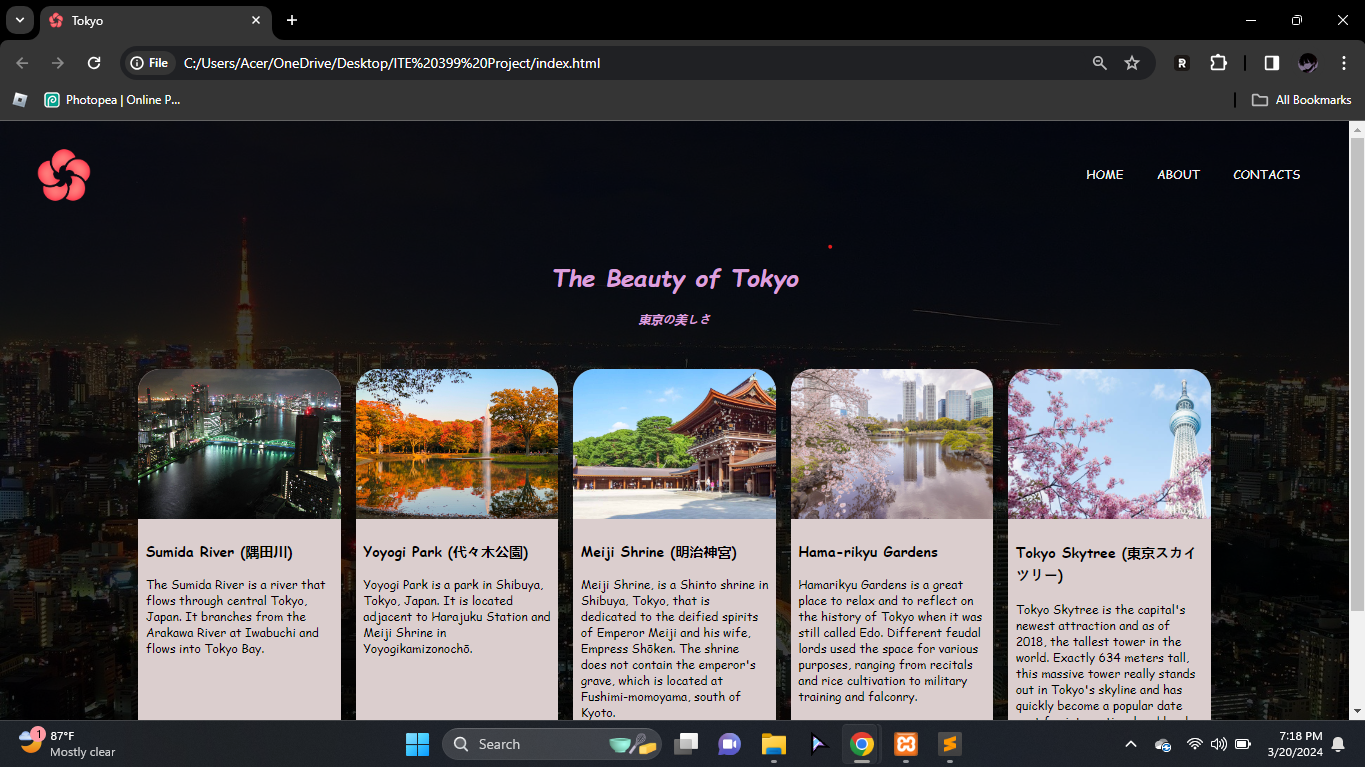 Tokyo
File C:/Users/Acer/OneDrive/Desktop/ITE%20399%20Project/index.html
Photopea | Online P...
All Bookmarks
HOME ABOUT CONTACTS
The Beauty of Tokyo
東京の美しさ
Sumida River (隅田川)
The Sumida River is a river that
flows through central Tokyo,
Japan. It branches from the
Arakawa River at Iwabuchi and
flows into Tokyo Bay.
Yoyogi Park (代々木公園)
Yoyogi Park is a park in Shibuya,
Tokyo, Japan. It is located
adjacent to Harajuku Station and
Meiji Shrine in
Yoyogikamizonochō.
Meiji Shrine (明治神宮)
Meiji Shrine, is a Shinto shrine in
Shibuya, Tokyo, that is
dedicated to the deified spirits
of Emperor Meiji and his wife,
Empress Shōken. The shrine
does not contain the emperor's
grave, which is located at
Fushimi-momoyama, south of
Kyoto.
Hama-rikyu Gardens
Hamarikyu Gardens is a great
place to relax and to reflect on
the history of Tokyo when it was
still called Edo. Different feudal
lords used the space for various
purposes, ranging from recitals
and rice cultivation to military
training and falconry.
Tokyo Skytree (東京スカイ
ツリー)
Tokyo Skytree is the capital's
newest attraction and as of
2018, the tallest tower in the
world. Exactly 634 meters tall,
this massive tower really stands
out in Tokyo's skyline and has
quickly become a popular date
1
87°F
Mostly clear
Search
7:18 PM
3/20/2024